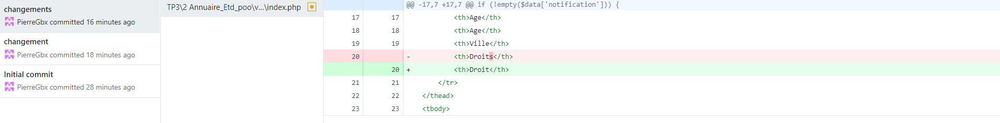 changements
PierreGbx committed 16 minutes ago
changement
PierreGbx committed 18 minutes ago
Initial commit
PierreGbx committed 28 minutes ago
TP3\2 Annuaire_Etd_poo\v...\index.php
@@ -17,7 +17,7 @@ if (!empty($data['notification'])) {
17 17 <th>Age</th>
18 18 <th>Age</th>
19 19 <th>Ville</th>
20 - <th>Droits</th>
20 + <th>Droit</th>
21 21 </tr>
22 22 </thead>
23 23 <tbody>